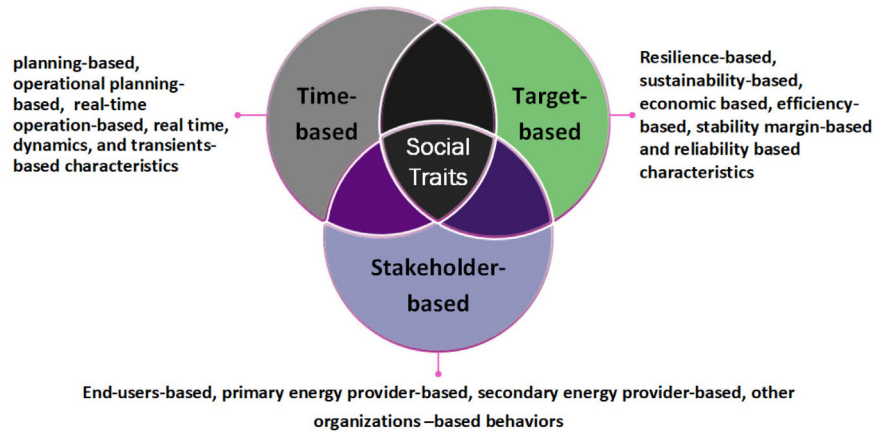 planning-based,
operational planning-
based, real-time
operation-based, real time,
dynamics, and transients-
based characteristics
Time-
based
Target-
based
Social
Traits
Stakeholder-
based
Resilience-based,
sustainability-based,
economic based, efficiency-
based, stability margin-based
and reliability based
characteristics
End-users-based, primary energy provider-based, secondary energy provider-based, other
organizations –based behaviors